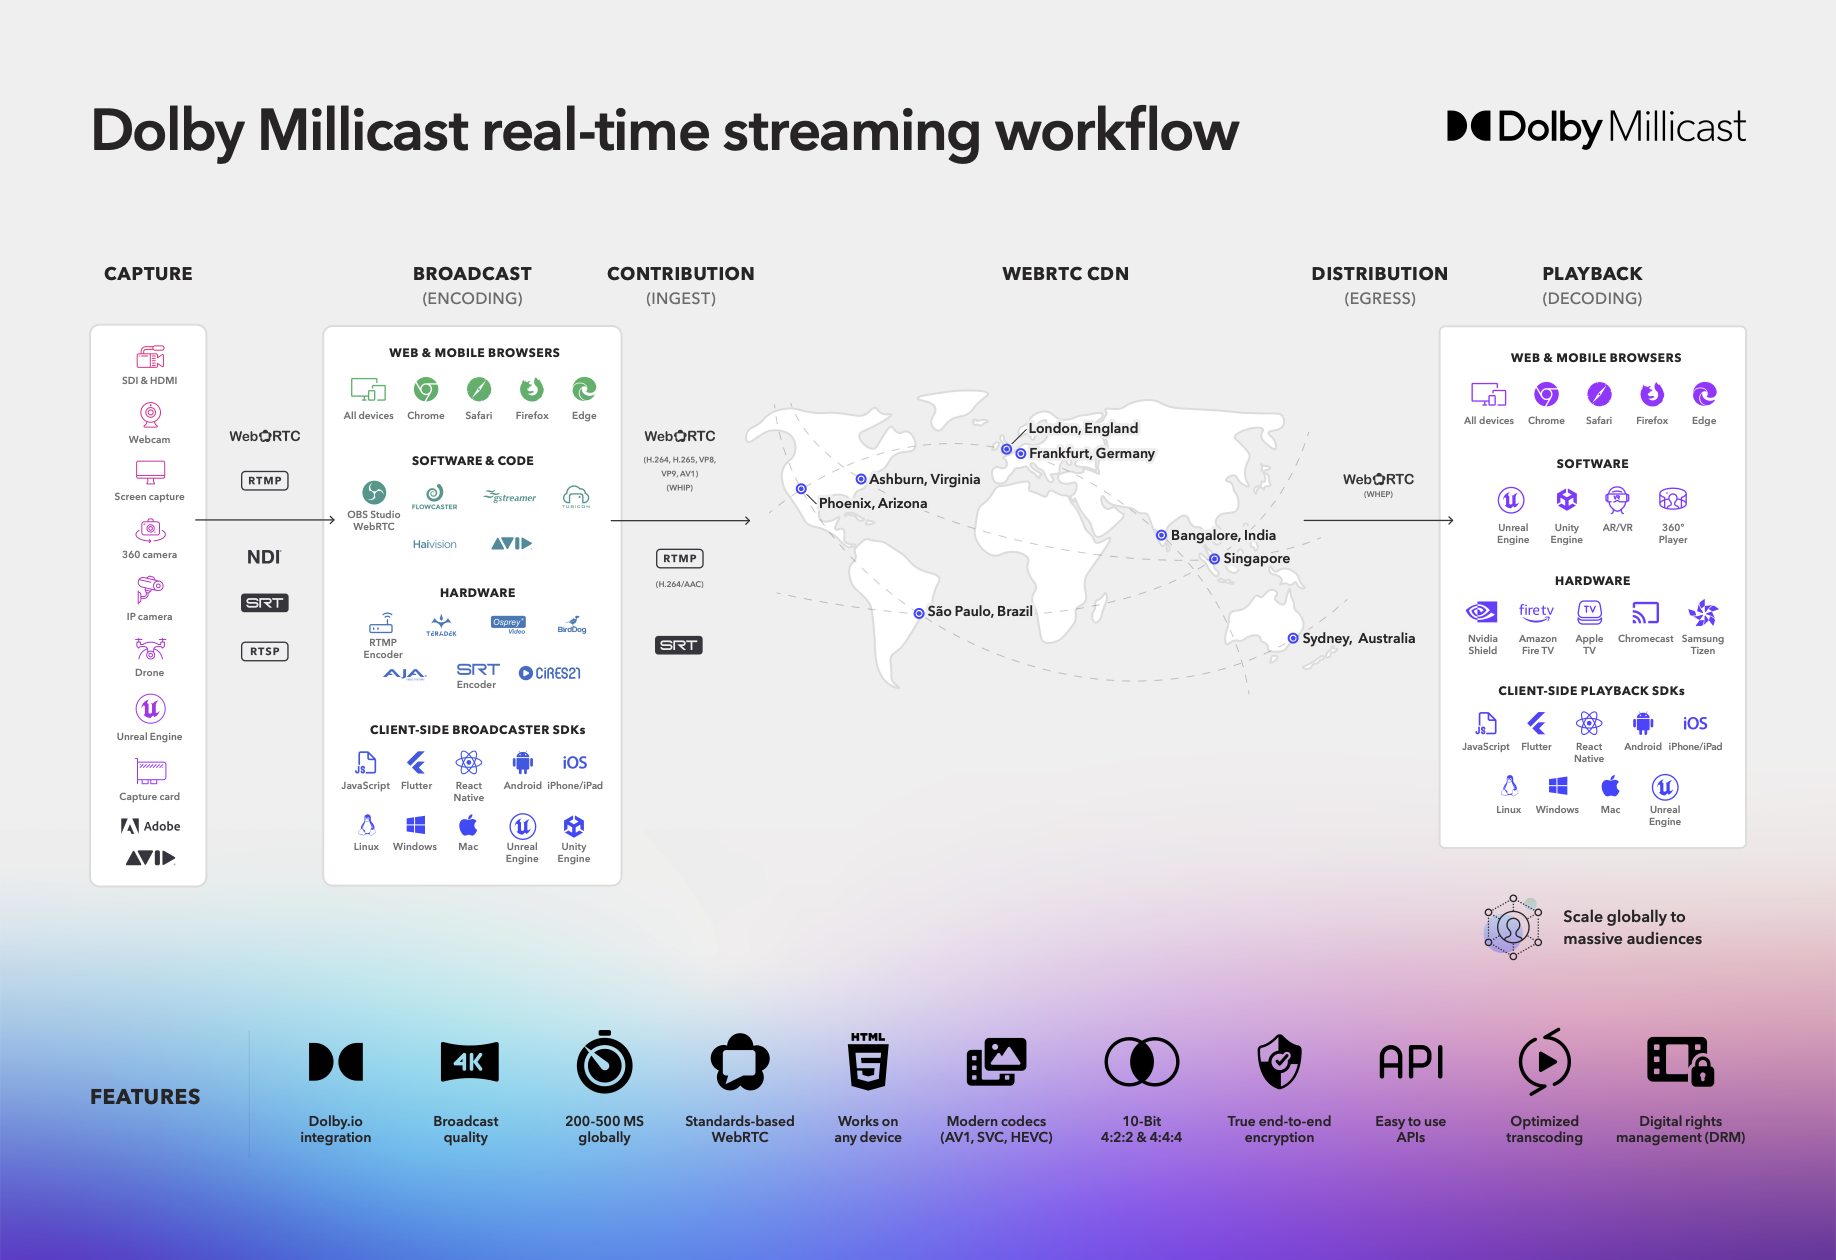 Dolby Millicast real-time streaming workflow
Dolby Millicast
CAPTURE
SDI & HDMI
Webcam
Screen capture
360 camera
IP camera
Drone
Unreal Engine
Capture card
Adobe
AVID
WebRTC
RTMP
NDI
SRT
RTSP
BROADCAST
(ENCODING)
WEB & MOBILE BROWSERS
All devices
Chrome
Safari
Firefox
Edge
SOFTWARE & CODE
OBS Studio
WebRTC
FLOWCASTER
gstreamer
TUBICOM
Haivision
AVID
HARDWARE
RTMP
Encoder
TERADEK
Osprey
Video
BirdDog
AJA
SRT
Encoder
CiRES21
CLIENT-SIDE BROADCASTER SDKs
JS
JavaScript
Flutter
React
Native
Android
iOS
iPhone/iPad
Linux
Windows
Mac
Unreal
Engine
Unity
Engine
CONTRIBUTION
(INGEST)
WebRTC
(H.264, H.265, VP8,
VP9, AV1)
(WHIP)
RTMP
(H.264/AAC)
SRT
WEBRTC CDN
London, England
Frankfurt, Germany
Ashburn, Virginia
Phoenix, Arizona
Bangalore, India
Singapore
São Paulo, Brazil
Sydney, Australia
DISTRIBUTION
(EGRESS)
WebRTC
(WHEP)
PLAYBACK
(DECODING)
WEB & MOBILE BROWSERS
All devices
Chrome
Safari
Firefox
Edge
SOFTWARE
Unreal
Engine
Unity
Engine
VR
AR/VR
360°
Player
HARDWARE
Nvidia
Shield
fire tv
Amazon
Fire TV
TV
Apple
TV
Chromecast
Samsung
Tizen
CLIENT-SIDE PLAYBACK SDKs
JS
JavaScript
Flutter
React
Native
Android
iOS
iPhone/iPad
Linux
Windows
Mac
Unreal
Engine
Scale globally to
massive audiences
FEATURES
Dolby.io
integration
4K
Broadcast
quality
200-500 MS
globally
Standards-based
WebRTC
HTML
5
Works on
any device
Modern codecs
(AV1, SVC, HEVC)
10-Bit
4:2:2 & 4:4:4
True end-to-end
encryption
API
Easy to use
APIs
Optimized
transcoding
Digital rights
management (DRM)